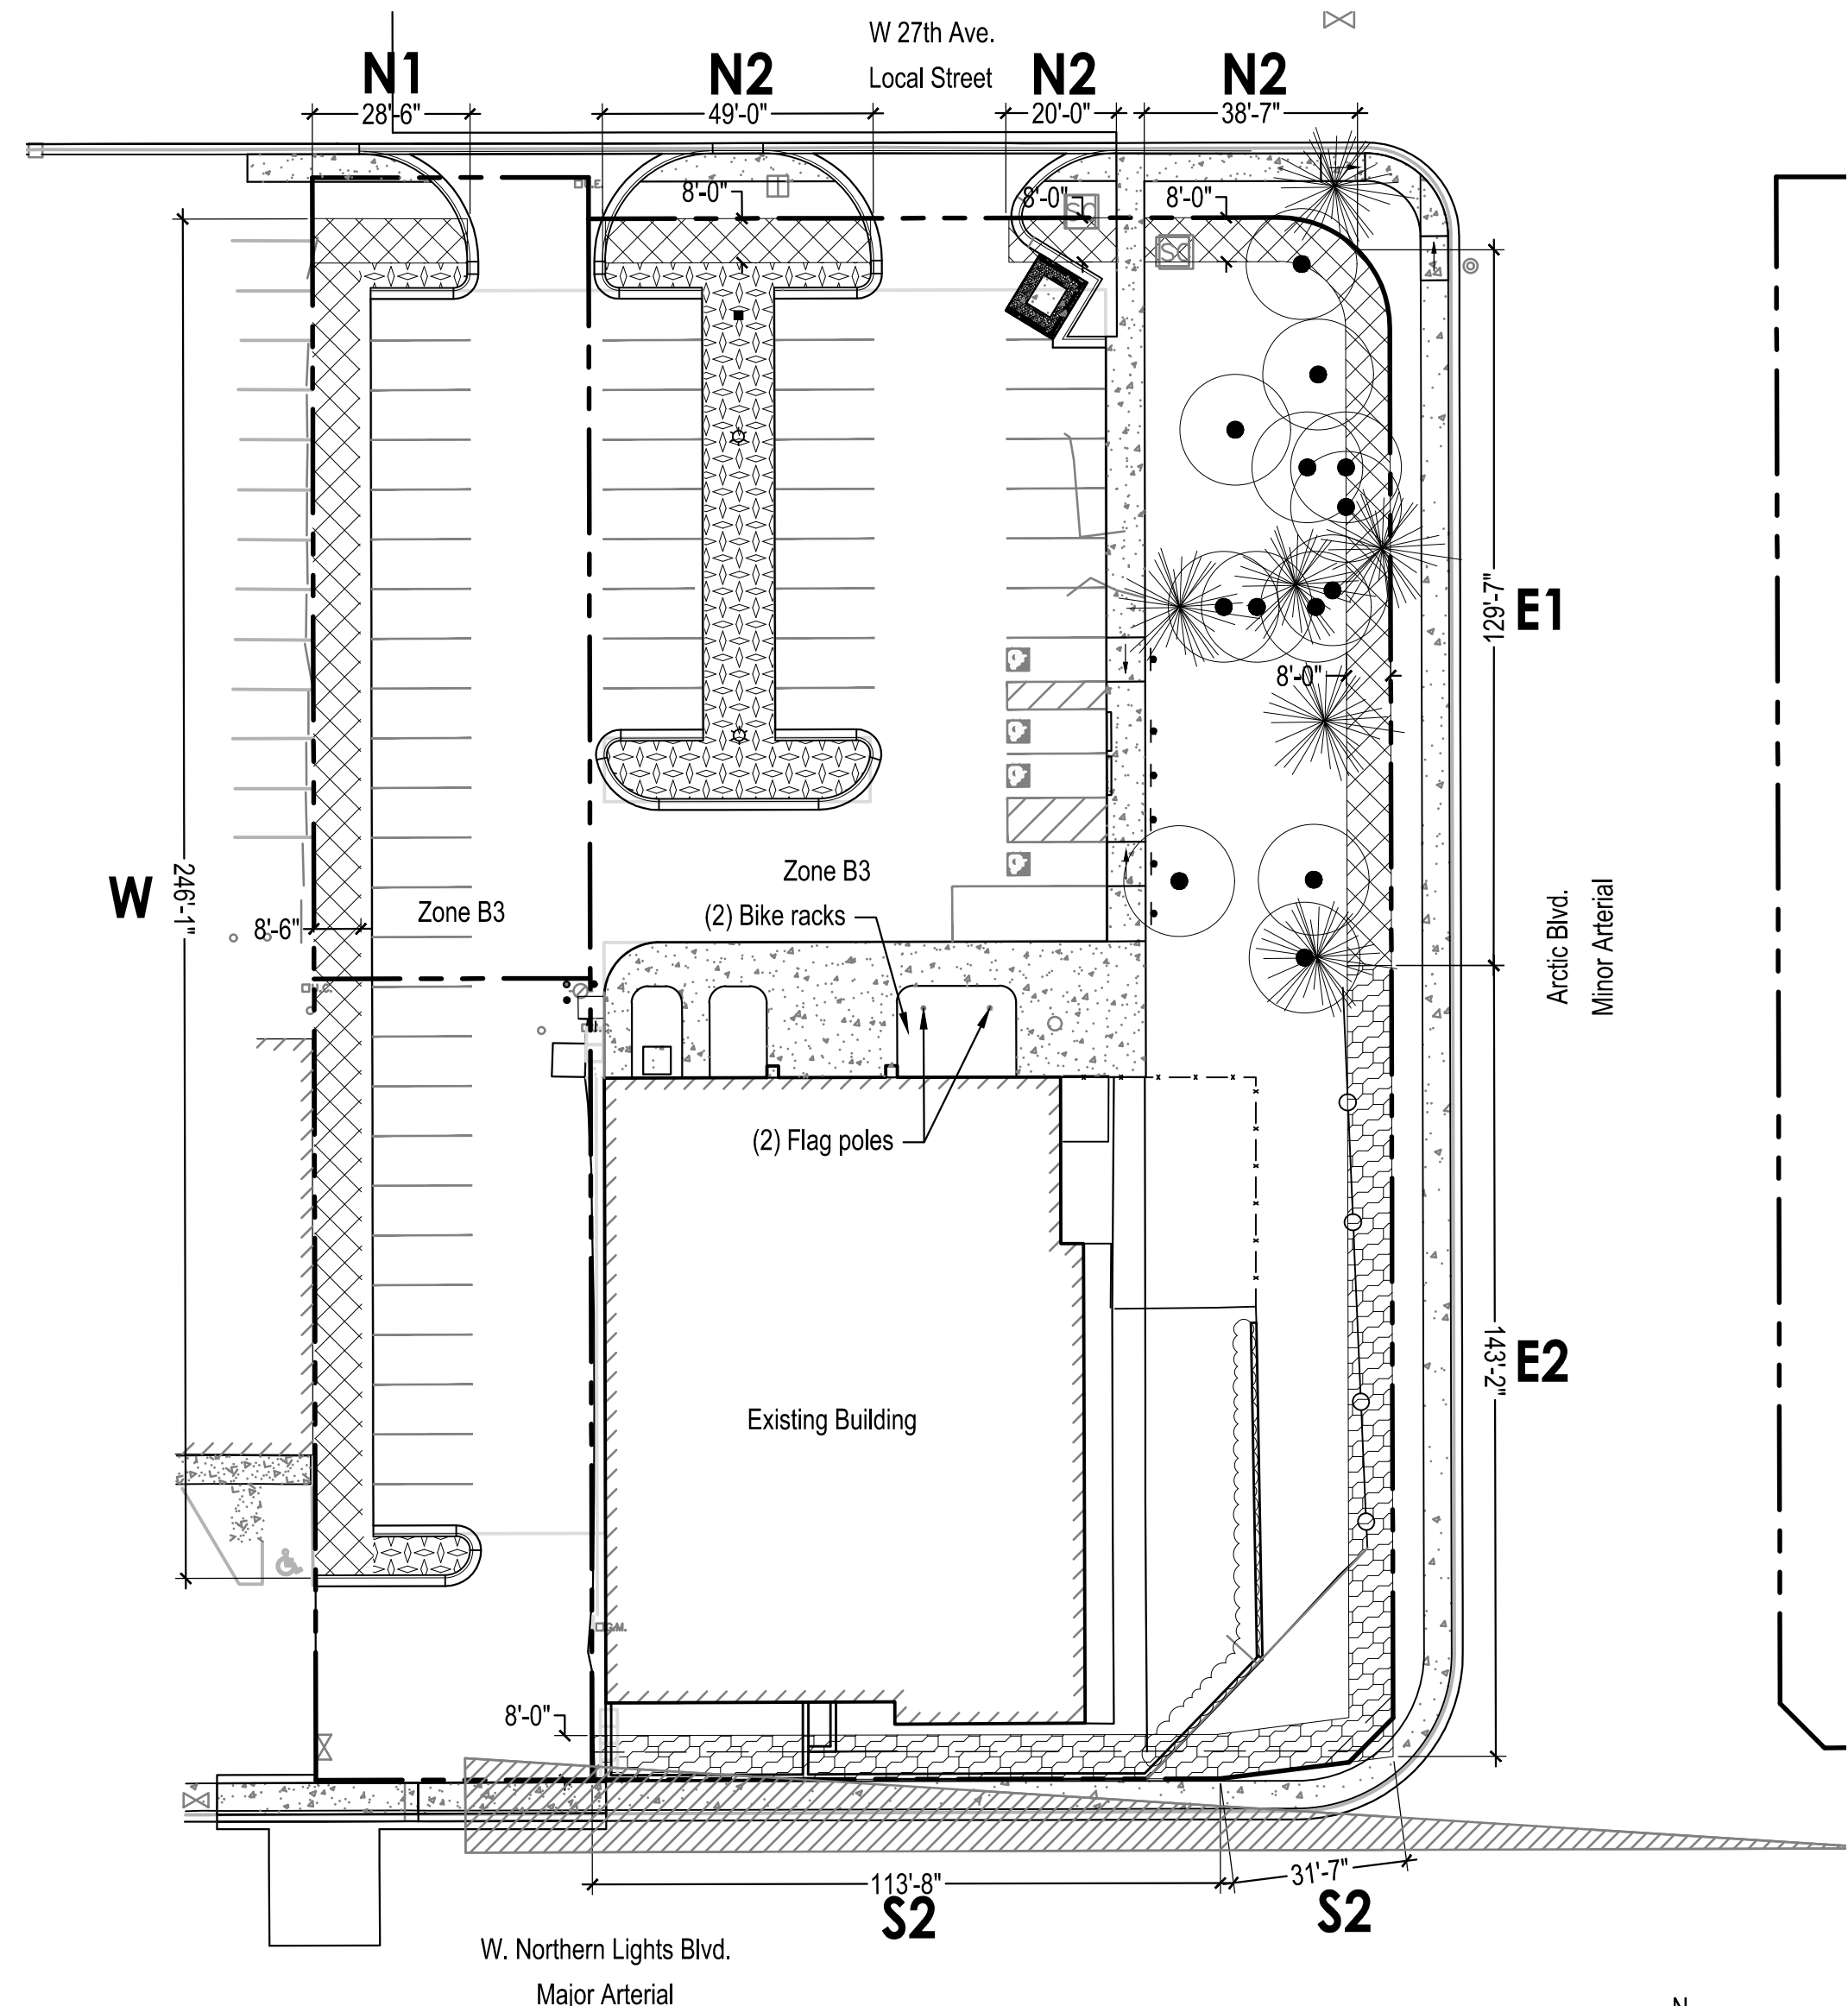 W 27th Ave.
Local Street
N1
N2
N2
N2
28'-6"
49'-0"
20'-0"
38'-7"
8'-0"
8'-0"
8'-0"
SC
SC
129'-7"
E1
8'-0"
W
246'-1"
8'-6"
Zone B3
Zone B3
(2) Bike racks
Arctic Blvd.
Minor Arterial
(2) Flag poles
143'-2"
E2
Existing Building
G.M.
8'-0"
113'-8"
S2
31'-7"
S2
W. Northern Lights Blvd.
Major Arterial
N